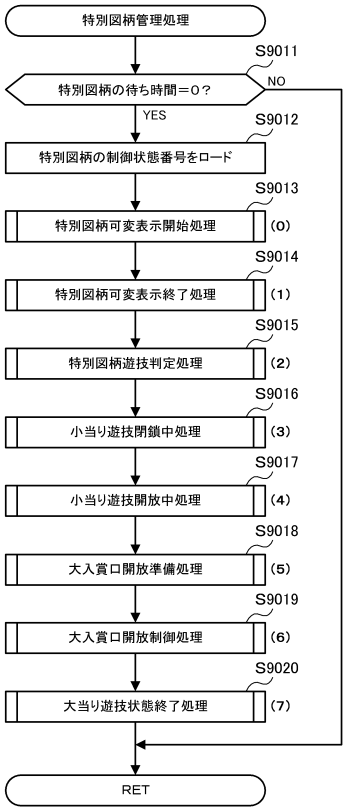 特別図柄管理処理
S9011
特別図柄の待ち時間＝０？
NO
YES
S9012
特別図柄の制御状態番号をロード
S9013
特別図柄可変表示開始処理
(0)
S9014
特別図柄可変表示終了処理
(1)
S9015
特別図柄遊技判定処理
(2)
S9016
小当り遊技閉鎖中処理
(3)
S9017
小当り遊技開放中処理
(4)
S9018
大入賞口開放準備処理
(5)
S9019
大入賞口開放制御処理
(6)
S9020
大当り遊技状態終了処理
(7)
RET